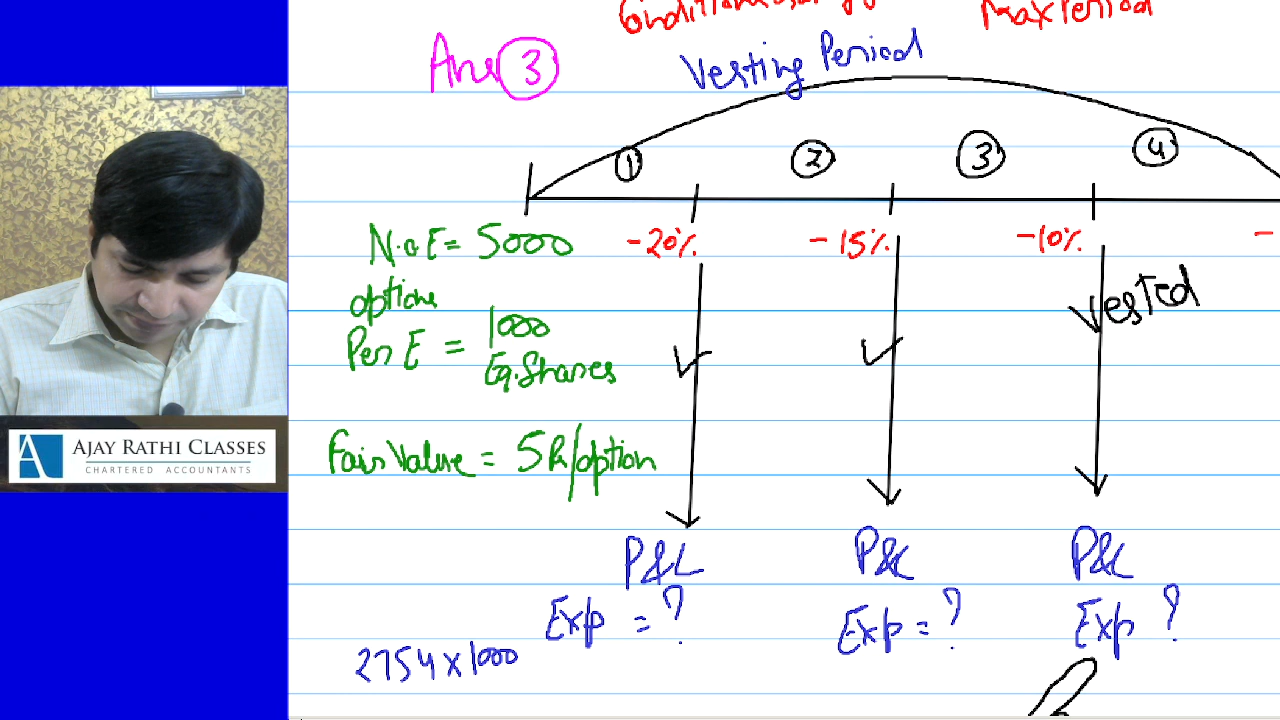 Max Period
Ans 3
Vesting Period
1 2 3 4
N.o E = 5000
-20% -15% -10% -
options
Per E = 1000
Eq. Shares
Vested
Fair Value = 5 Rs/option
AJAY RATHI CLASSES
CHARTERED ACCOUNTANTS
P&L P&L P&L
Exp = ? Exp = ? Exp ?
2754 x 1000